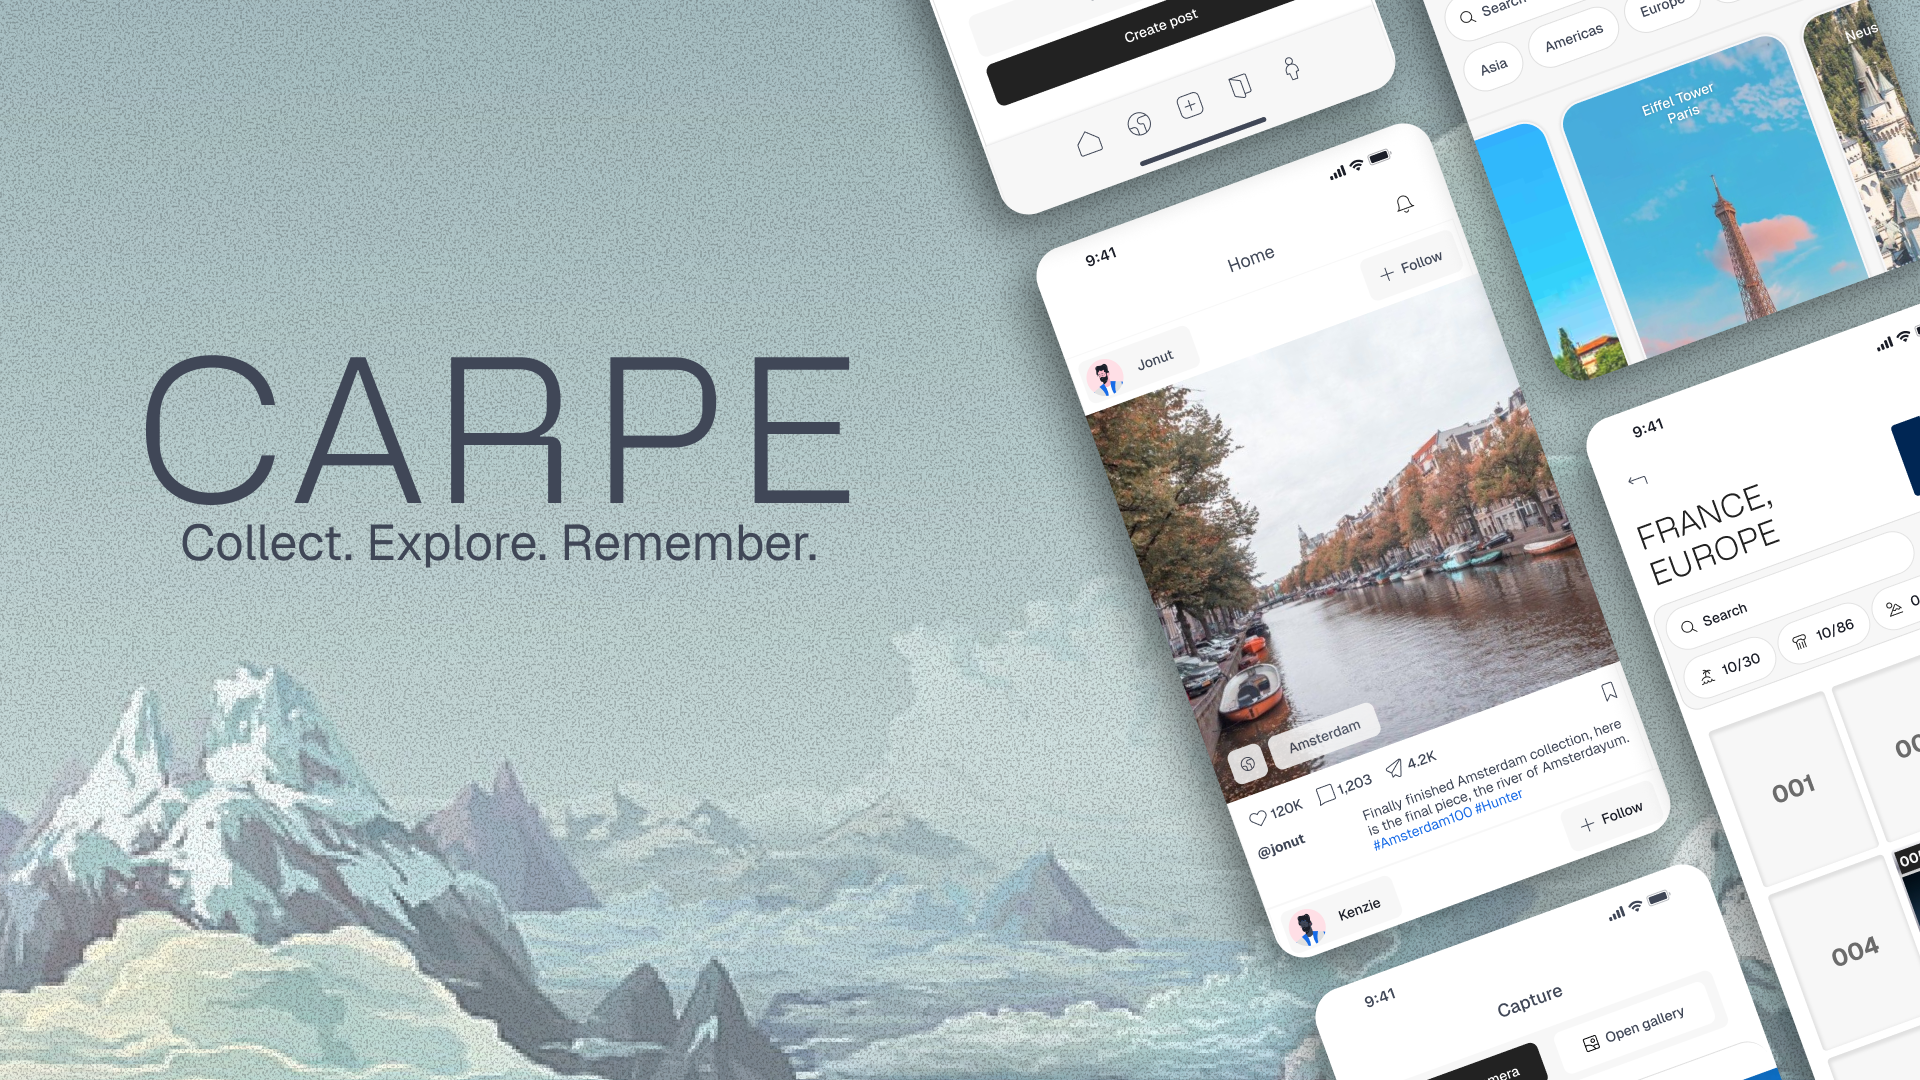 CARPE
Collect. Explore. Remember.
Create post
9:41
Home
Follow
Jonut
Amsterdam
120K
1,203
4.2K
@jonut
Finally finished Amsterdam collection, here
is the final piece, the river of Amsterdayum.
#Amsterdam100 #Hunter
Follow
Kenzie
9:41
Capture
Open gallery
Search
Asia
Americas
Europe
Eiffel Tower
Paris
Neus
9:41
FRANCE,
EUROPE
Search
10/30
10/86
001
004